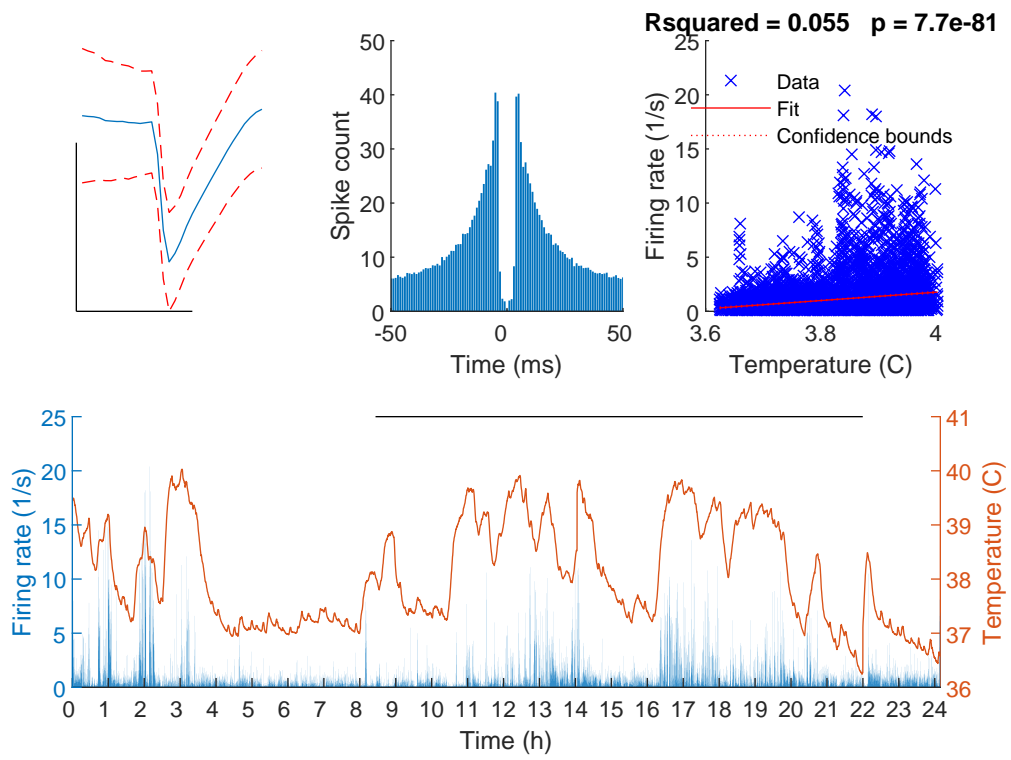 Rsquared = 0.055 p = 7.7e-81
50
40
30
20
10
0
Spike count
-50
0
50
Time (ms)
25
20
15
10
5
0
Firing rate (1/s)
Data
Fit
Confidence bounds
3.6
3.8
4
Temperature (C)
25
20
15
10
5
0
Firing rate (1/s)
41
40
39
38
37
36
Temperature (C)
0 1 2 3 4 5 6 7 8 9 10 11 12 13 14 15 16 17 18 19 20 21 22 23 24
Time (h)